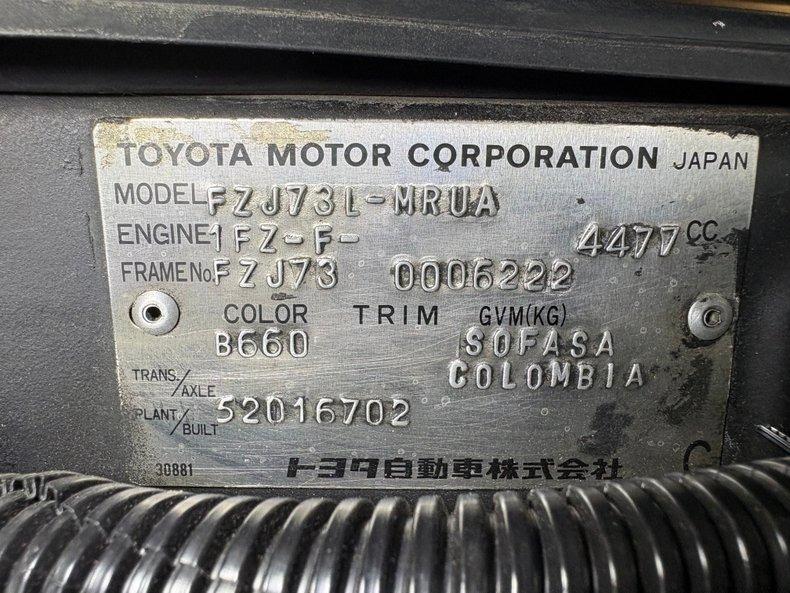 TOYOTA MOTOR CORPORATION JAPAN
MODEL FZJ73L-MRUA
ENGINE 1FZ-F- 4477 CC
FRAME No. FZJ73 0006222
COLOR TRIM GVM(KG)
B660 SOFASA
TRANS./AXLE COLOMBIA
PLANT/BUILT 52016702
30881 トヨタ自動車株式会社 C